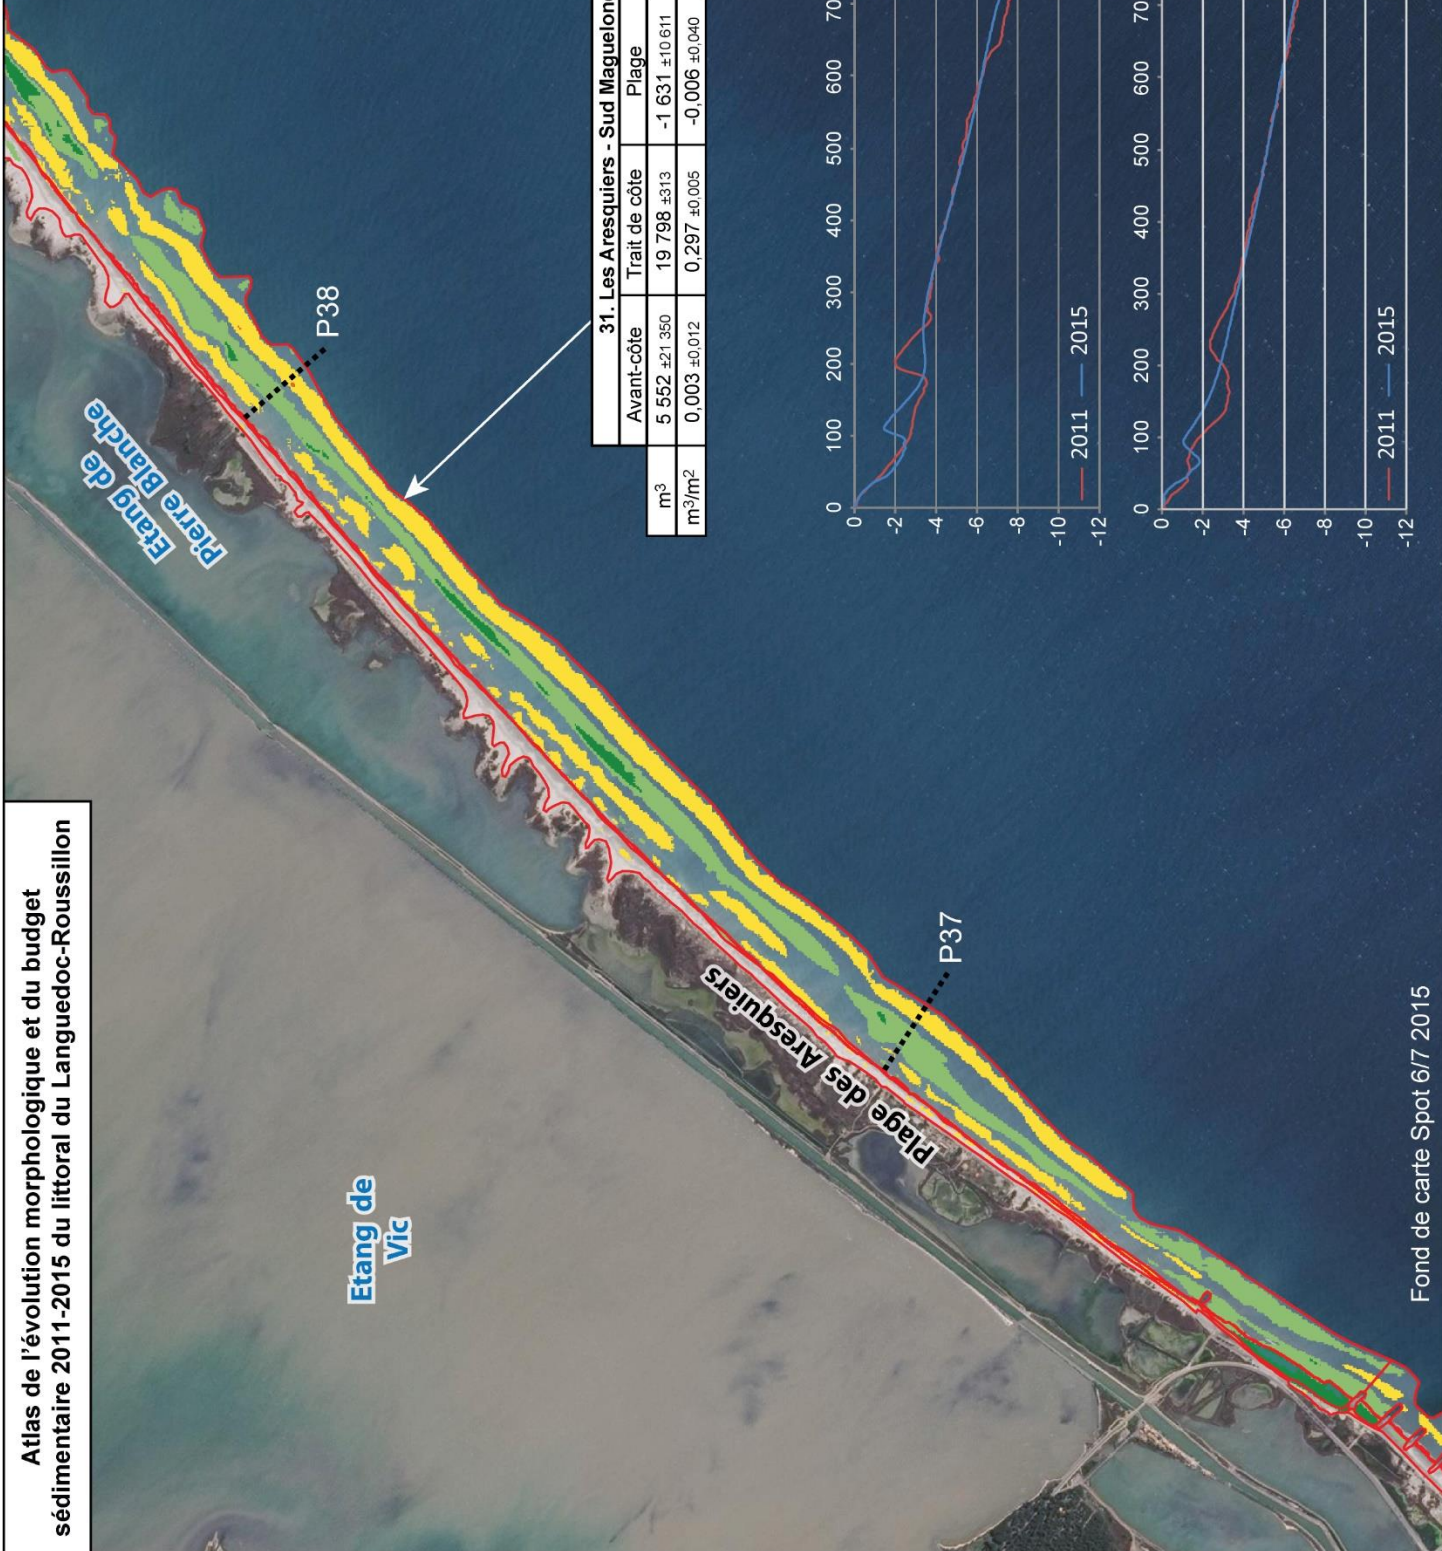 Atlas de l'évolution morphologique et du budget
sédimentaire 2011-2015 du littoral du Languedoc-Roussillon
Etang de
Pierre Blanche
P38
Etang de
Vic
Plage des Aresquiers
P37
31. Les Aresquiers - Sud Maguelon
Avant-côte Trait de côte Plage
m³ 5 552 ±21 350 19 798 ±313 -1 631 ±10 611
m³/m² 0,003 ±0,012 0,297 ±0,005 -0,006 ±0,040
0 100 200 300 400 500 600 70
0
-2
-4
-6
-8
-10
-12
2011 2015
0 100 200 300 400 500 600 70
0
-2
-4
-6
-8
-10
-12
2011 2015
Fond de carte Spot 6/7 2015